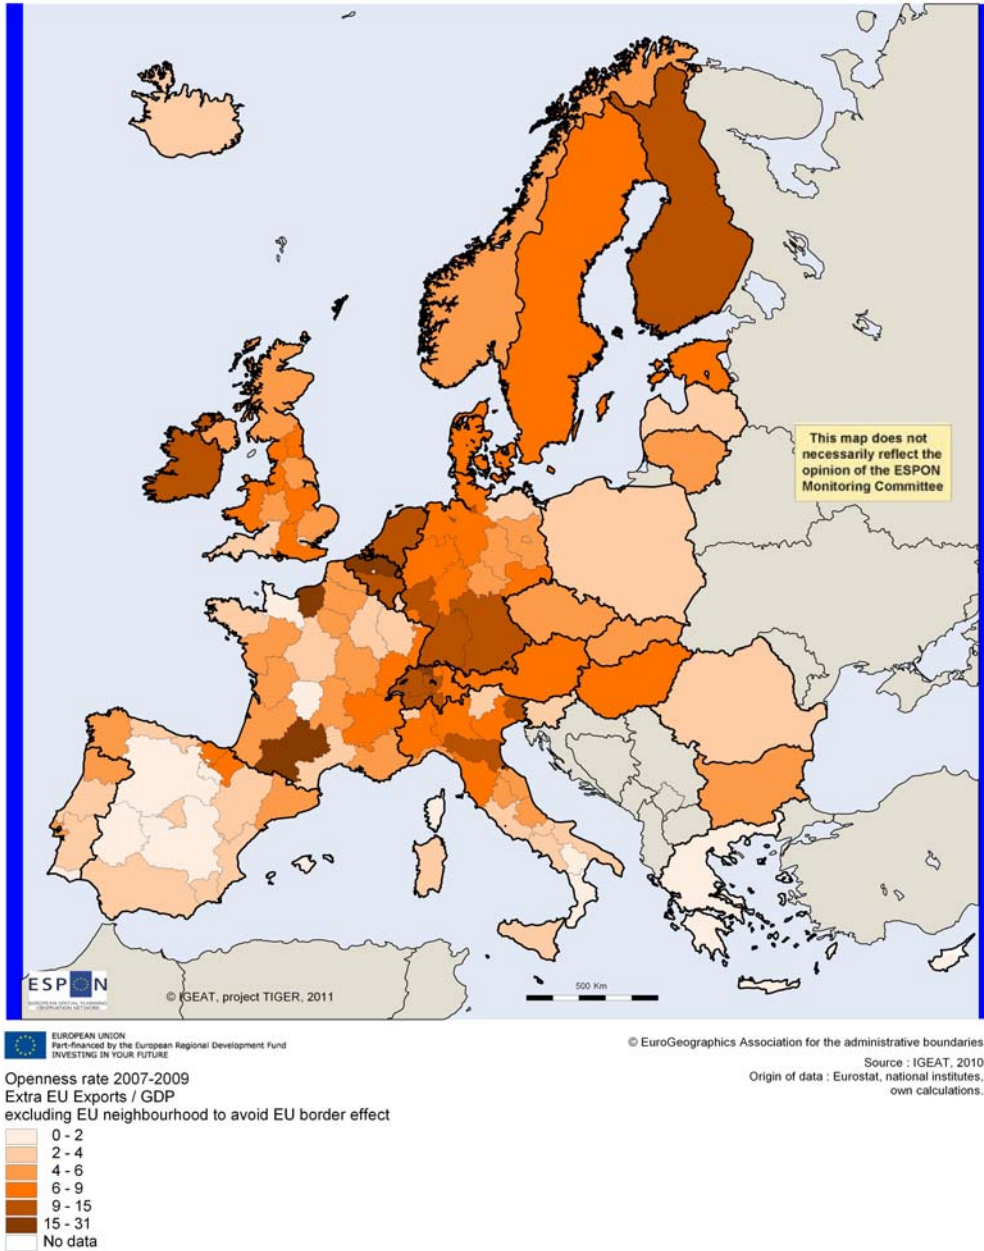 This map does not
necessarily reflect the
opinion of the ESPON
Monitoring Committee
ESPON
EUROPEAN SPATIAL PLANNING
OBSERVATION NETWORK
© IGEAT, project TIGER, 2011
500 Km
EUROPEAN UNION
Part-financed by the European Regional Development Fund
INVESTING IN YOUR FUTURE
© EuroGeographics Association for the administrative boundaries
Source : IGEAT, 2010
Origin of data : Eurostat, national institutes,
own calculations.
Openness rate 2007-2009
Extra EU Exports / GDP
excluding EU neighbourhood to avoid EU border effect
0 - 2
2 - 4
4 - 6
6 - 9
9 - 15
15 - 31
No data